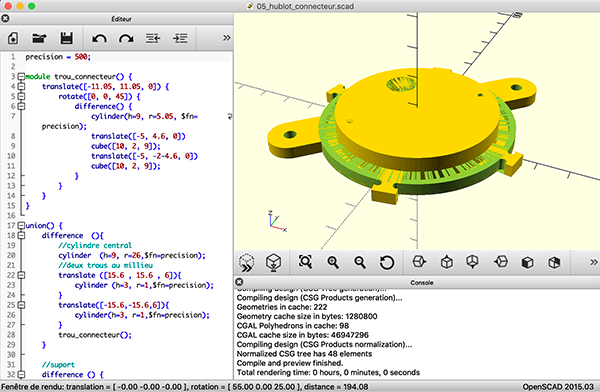 05_hublot_connecteur.scad
Éditeur
1 precision = 500;
2
3 module trou_connecteur() {
4 translate([-11.05, 11.05, 0]) {
5 rotate([0, 0, 45]) {
6 difference() {
7 cylinder(h=9, r=5.05, $fn=
precision);
8 translate([-5, 4.6, 0])
9 cube([10, 2, 9]);
10 translate([-5, -2-4.6, 0])
11 cube([10, 2, 9]);
12 }
13 }
14 }
15 }
16
17 union() {
18 difference (){
19 //cylindre central
20 cylinder (h=9, r=26,$fn=precision);
21 //deux trous au millieu
22 translate ([15.6 , 15.6 , 6]){
23 cylinder (h=3, r=1,$fn=precision);
24 }
25 translate([-15.6,-15.6,6]){
26 cylinder(h=3, r=1,$fn=precision);
27 }
28 trou_connecteur();
29 }
30
31 //suport
32 difference () {
z
y
x
Console
Compiling design (CSG Products generation)...
Geometries in cache: 222
Geometry cache size in bytes: 1280800
CGAL Polyhedrons in cache: 98
CGAL cache size in bytes: 46947296
Compiling design (CSG Products normalization)...
Normalized CSG tree has 48 elements
Compile and preview finished.
Total rendering time: 0 hours, 0 minutes, 0 seconds
Fenêtre de rendu: translation = [ -0.00 -0.00 -0.00 ], rotation = [ 55.00 0.00 25.00 ], distance = 194.08
OpenSCAD 2015.03